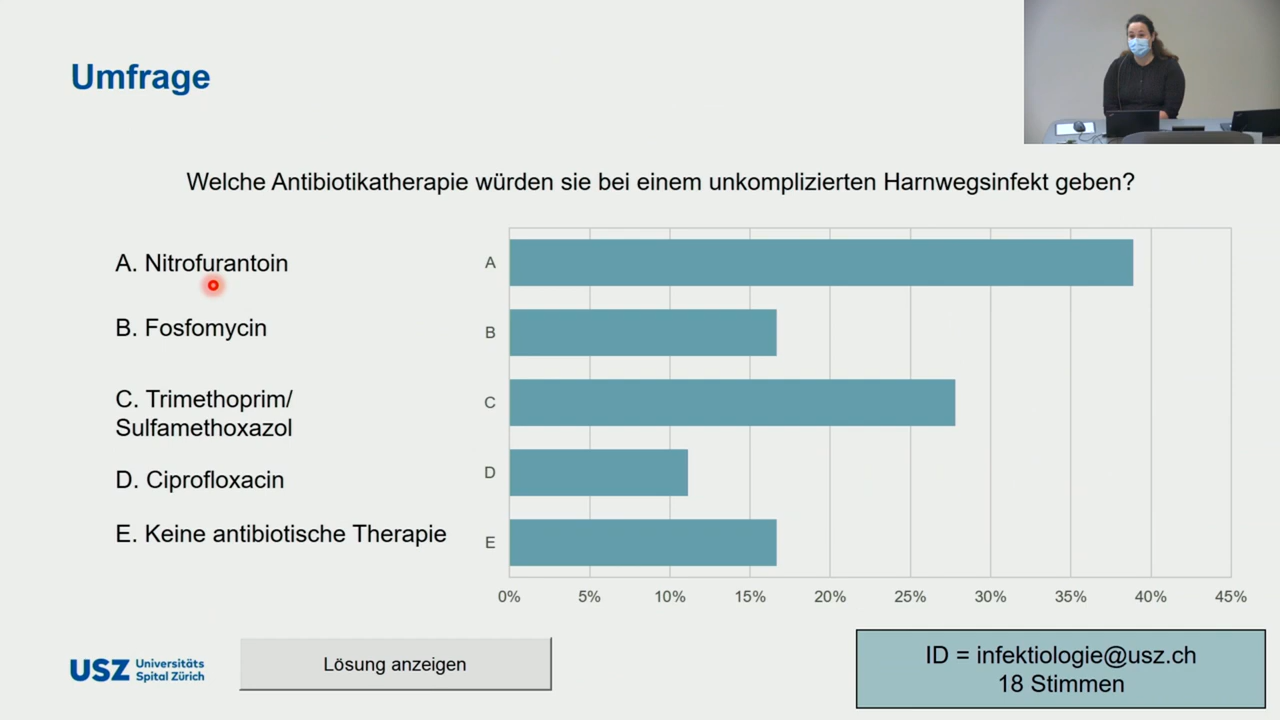 Umfrage
Welche Antibiotikatherapie würden sie bei einem unkomplizierten Harnwegsinfekt geben?
A. Nitrofurantoin
B. Fosfomycin
C. Trimethoprim/
Sulfamethoxazol
D. Ciprofloxacin
E. Keine antibiotische Therapie
A
B
C
D
E
0% 5% 10% 15% 20% 25% 30% 35% 40% 45%
USZ Universitäts
Spital Zürich
Lösung anzeigen
ID = infektiologie@usz.ch
18 Stimmen